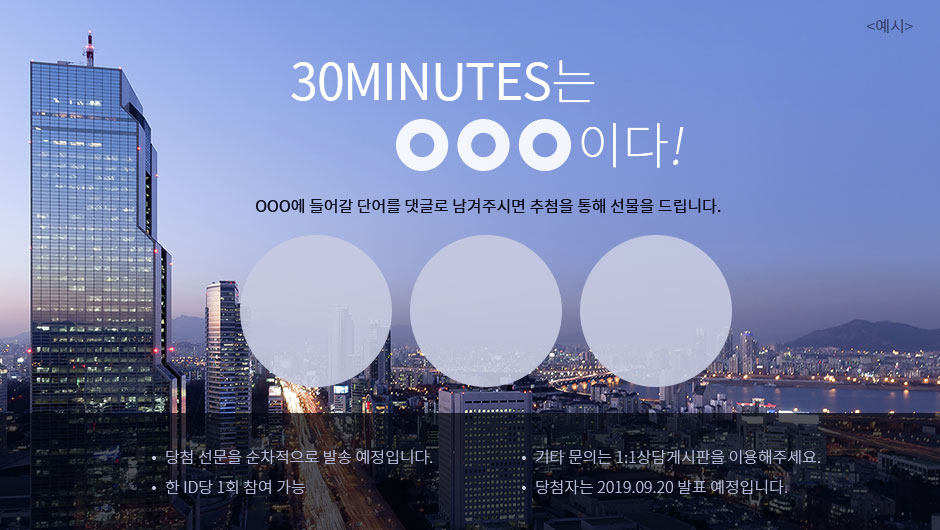 <예시>
30MINUTES는
OOO이다!
OOO에 들어갈 단어를 댓글로 남겨주시면 추첨을 통해 선물을 드립니다.
• 당첨 선문을 순차적으로 발송 예정입니다.
• 한 ID당 1회 참여 가능
• 기타 문의는 1:1상담게시판을 이용해주세요.
• 당첨자는 2019.09.20 발표 예정입니다.